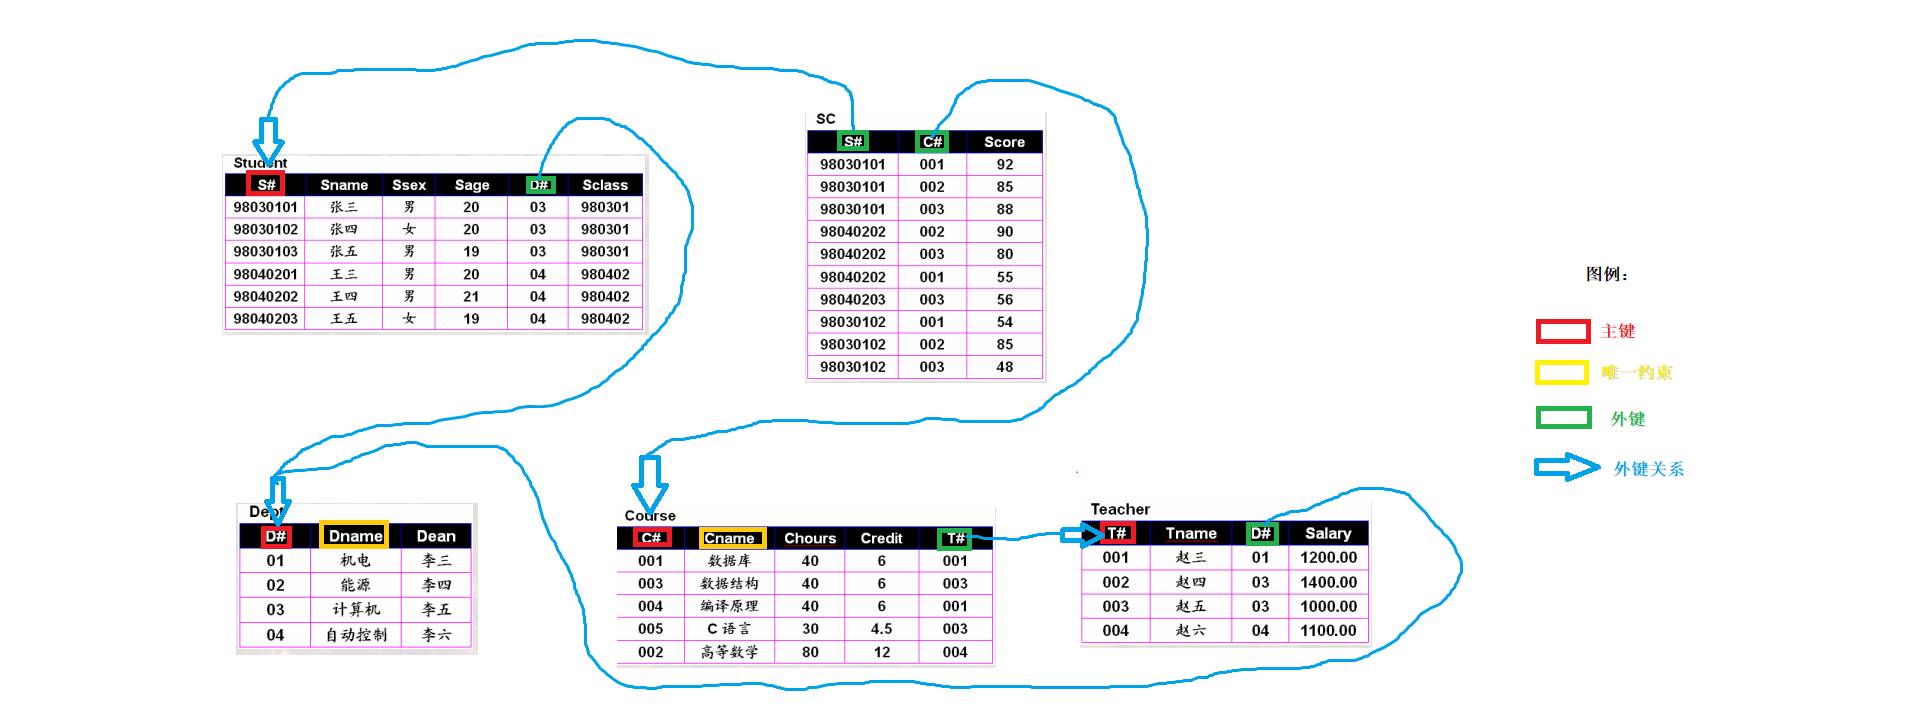 SC
S# C# Score
98030101 001 92
98030101 002 85
98030101 003 88
98040202 002 90
98040202 003 80
98040202 001 55
98040203 003 56
98030102 001 54
98030102 002 85
98030102 003 48
Student
S# Sname Ssex Sage D# Sclass
98030101 张三 男 20 03 980301
98030102 张四 女 20 03 980301
98030103 张五 男 19 03 980301
98040201 王三 男 20 04 980402
98040202 王四 男 21 04 980402
98040203 王五 女 19 04 980402
图例：
主键
唯一约束
外键
外键关系
Dept
D# Dname Dean
01 机电 李三
02 能源 李四
03 计算机 李五
04 自动控制 李六
Course
C# Cname Chours Credit T#
001 数据库 40 6 001
003 数据结构 40 6 003
004 编译原理 40 6 001
005 C 语言 30 4.5 003
002 高等数学 80 12 004
Teacher
T# Tname D# Salary
001 赵三 01 1200.00
002 赵四 03 1400.00
003 赵五 03 1000.00
004 赵六 04 1100.00